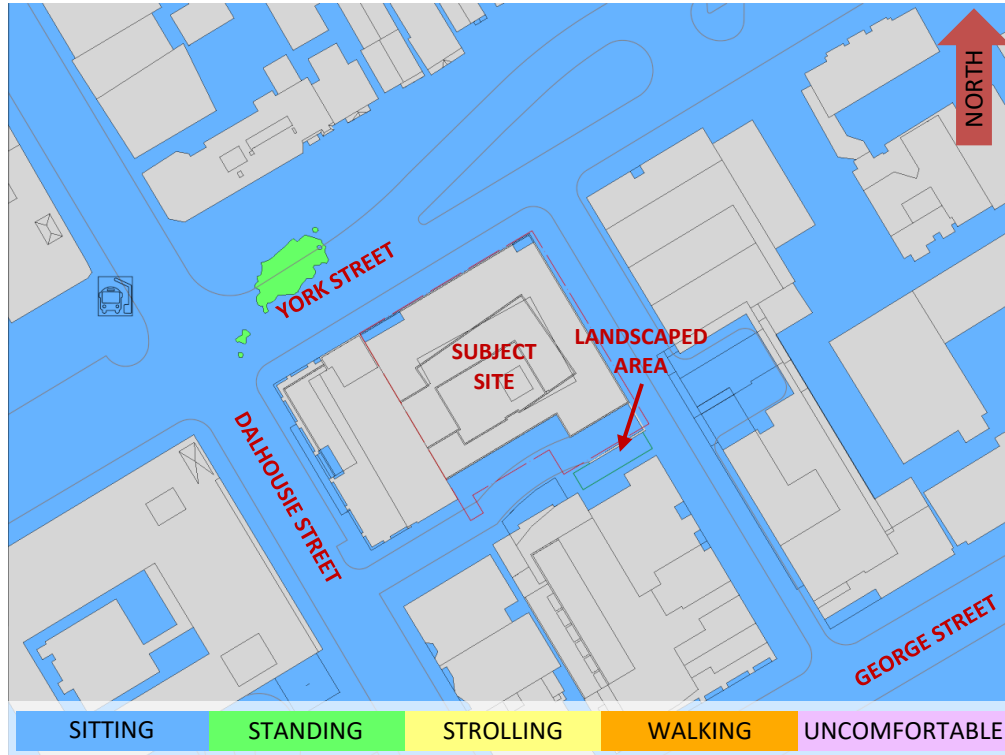 NORTH
YORK STREET
SUBJECT
SITE
LANDSCAPED
AREA
DALHOUSIE STREET
GEORGE STREET
SITTING
STANDING
STROLLING
WALKING
UNCOMFORTABLE